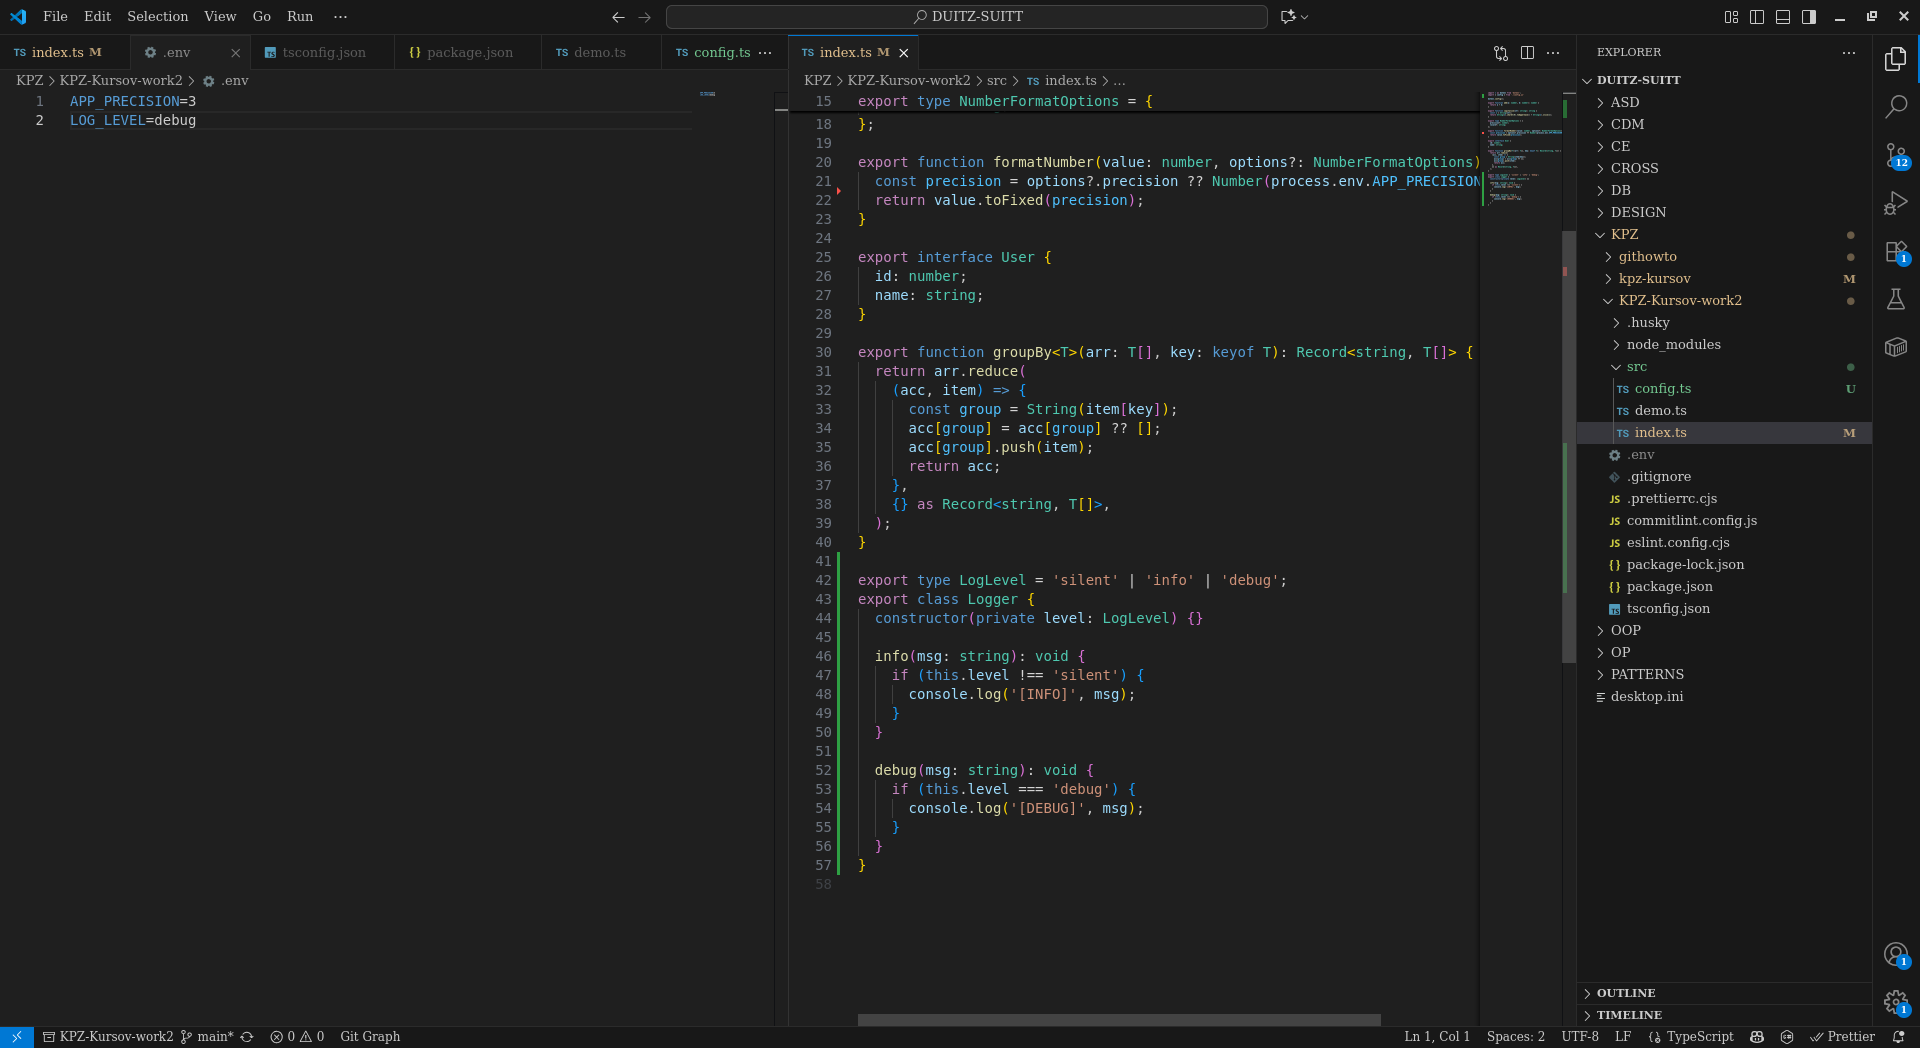 File Edit Selection View Go Run ···
DUITZ-SUITT
TS index.ts M
.env
TS tsconfig.json
{} package.json
TS demo.ts
TS config.ts ···
TS index.ts M
KPZ > KPZ-Kursov-work2 > .env
1 APP_PRECISION=3
2 LOG_LEVEL=debug
KPZ > KPZ-Kursov-work2 > src > TS index.ts > ...
15 export type NumberFormatOptions = {
18 };
19
20 export function formatNumber(value: number, options?: NumberFormatOptions)
21 const precision = options?.precision ?? Number(process.env.APP_PRECISION
22 return value.toFixed(precision);
23 }
24
25 export interface User {
26 id: number;
27 name: string;
28 }
29
30 export function groupBy<T>(arr: T[], key: keyof T): Record<string, T[]> {
31 return arr.reduce(
32 (acc, item) => {
33 const group = String(item[key]);
34 acc[group] = acc[group] ?? [];
35 acc[group].push(item);
36 return acc;
37 },
38 {} as Record<string, T[]>,
39 );
40 }
41
42 export type LogLevel = 'silent' | 'info' | 'debug';
43 export class Logger {
44 constructor(private level: LogLevel) {}
45
46 info(msg: string): void {
47 if (this.level !== 'silent') {
48 console.log('[INFO]', msg);
49 }
50 }
51
52 debug(msg: string): void {
53 if (this.level === 'debug') {
54 console.log('[DEBUG]', msg);
55 }
56 }
57 }
58
EXPLORER ···
DUITZ-SUITT
ASD
CDM
CE
CROSS
DB
DESIGN
KPZ
githowto
kpz-kursov M
KPZ-Kursov-work2
.husky
node_modules
src
TS config.ts U
TS demo.ts
TS index.ts M
.env
.gitignore
JS .prettierrc.cjs
JS commitlint.config.js
JS eslint.config.cjs
{} package-lock.json
{} package.json
TS tsconfig.json
OOP
OP
PATTERNS
desktop.ini
OUTLINE
TIMELINE
12
1
1
1
KPZ-Kursov-work2 main* 0 0 Git Graph
Ln 1, Col 1 Spaces: 2 UTF-8 LF {} TypeScript Prettier